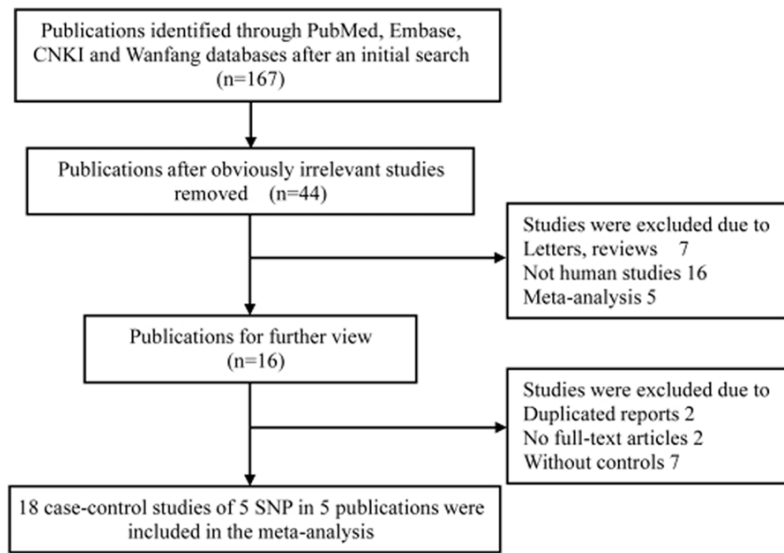 Publications identified through PubMed, Embase,
CNKI and Wanfang databases after an initial search
(n=167)
Publications after obviously irrelevant studies
removed (n=44)
Studies were excluded due to
Letters, reviews 7
Not human studies 16
Meta-analysis 5
Publications for further view
(n=16)
Studies were excluded due to
Duplicated reports 2
No full-text articles 2
Without controls 7
18 case-control studies of 5 SNP in 5 publications were
included in the meta-analysis